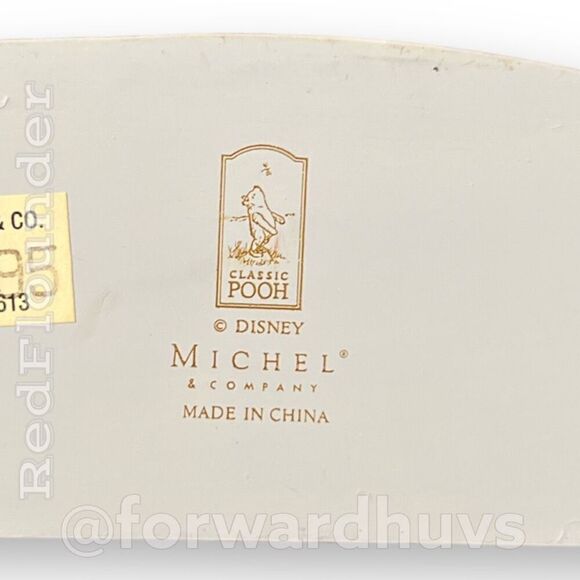 RedFlounder
& CO.
613
CLASSIC
POOH
© DISNEY
MICHEL®
& COMPANY
MADE IN CHINA
@forwardhuvs